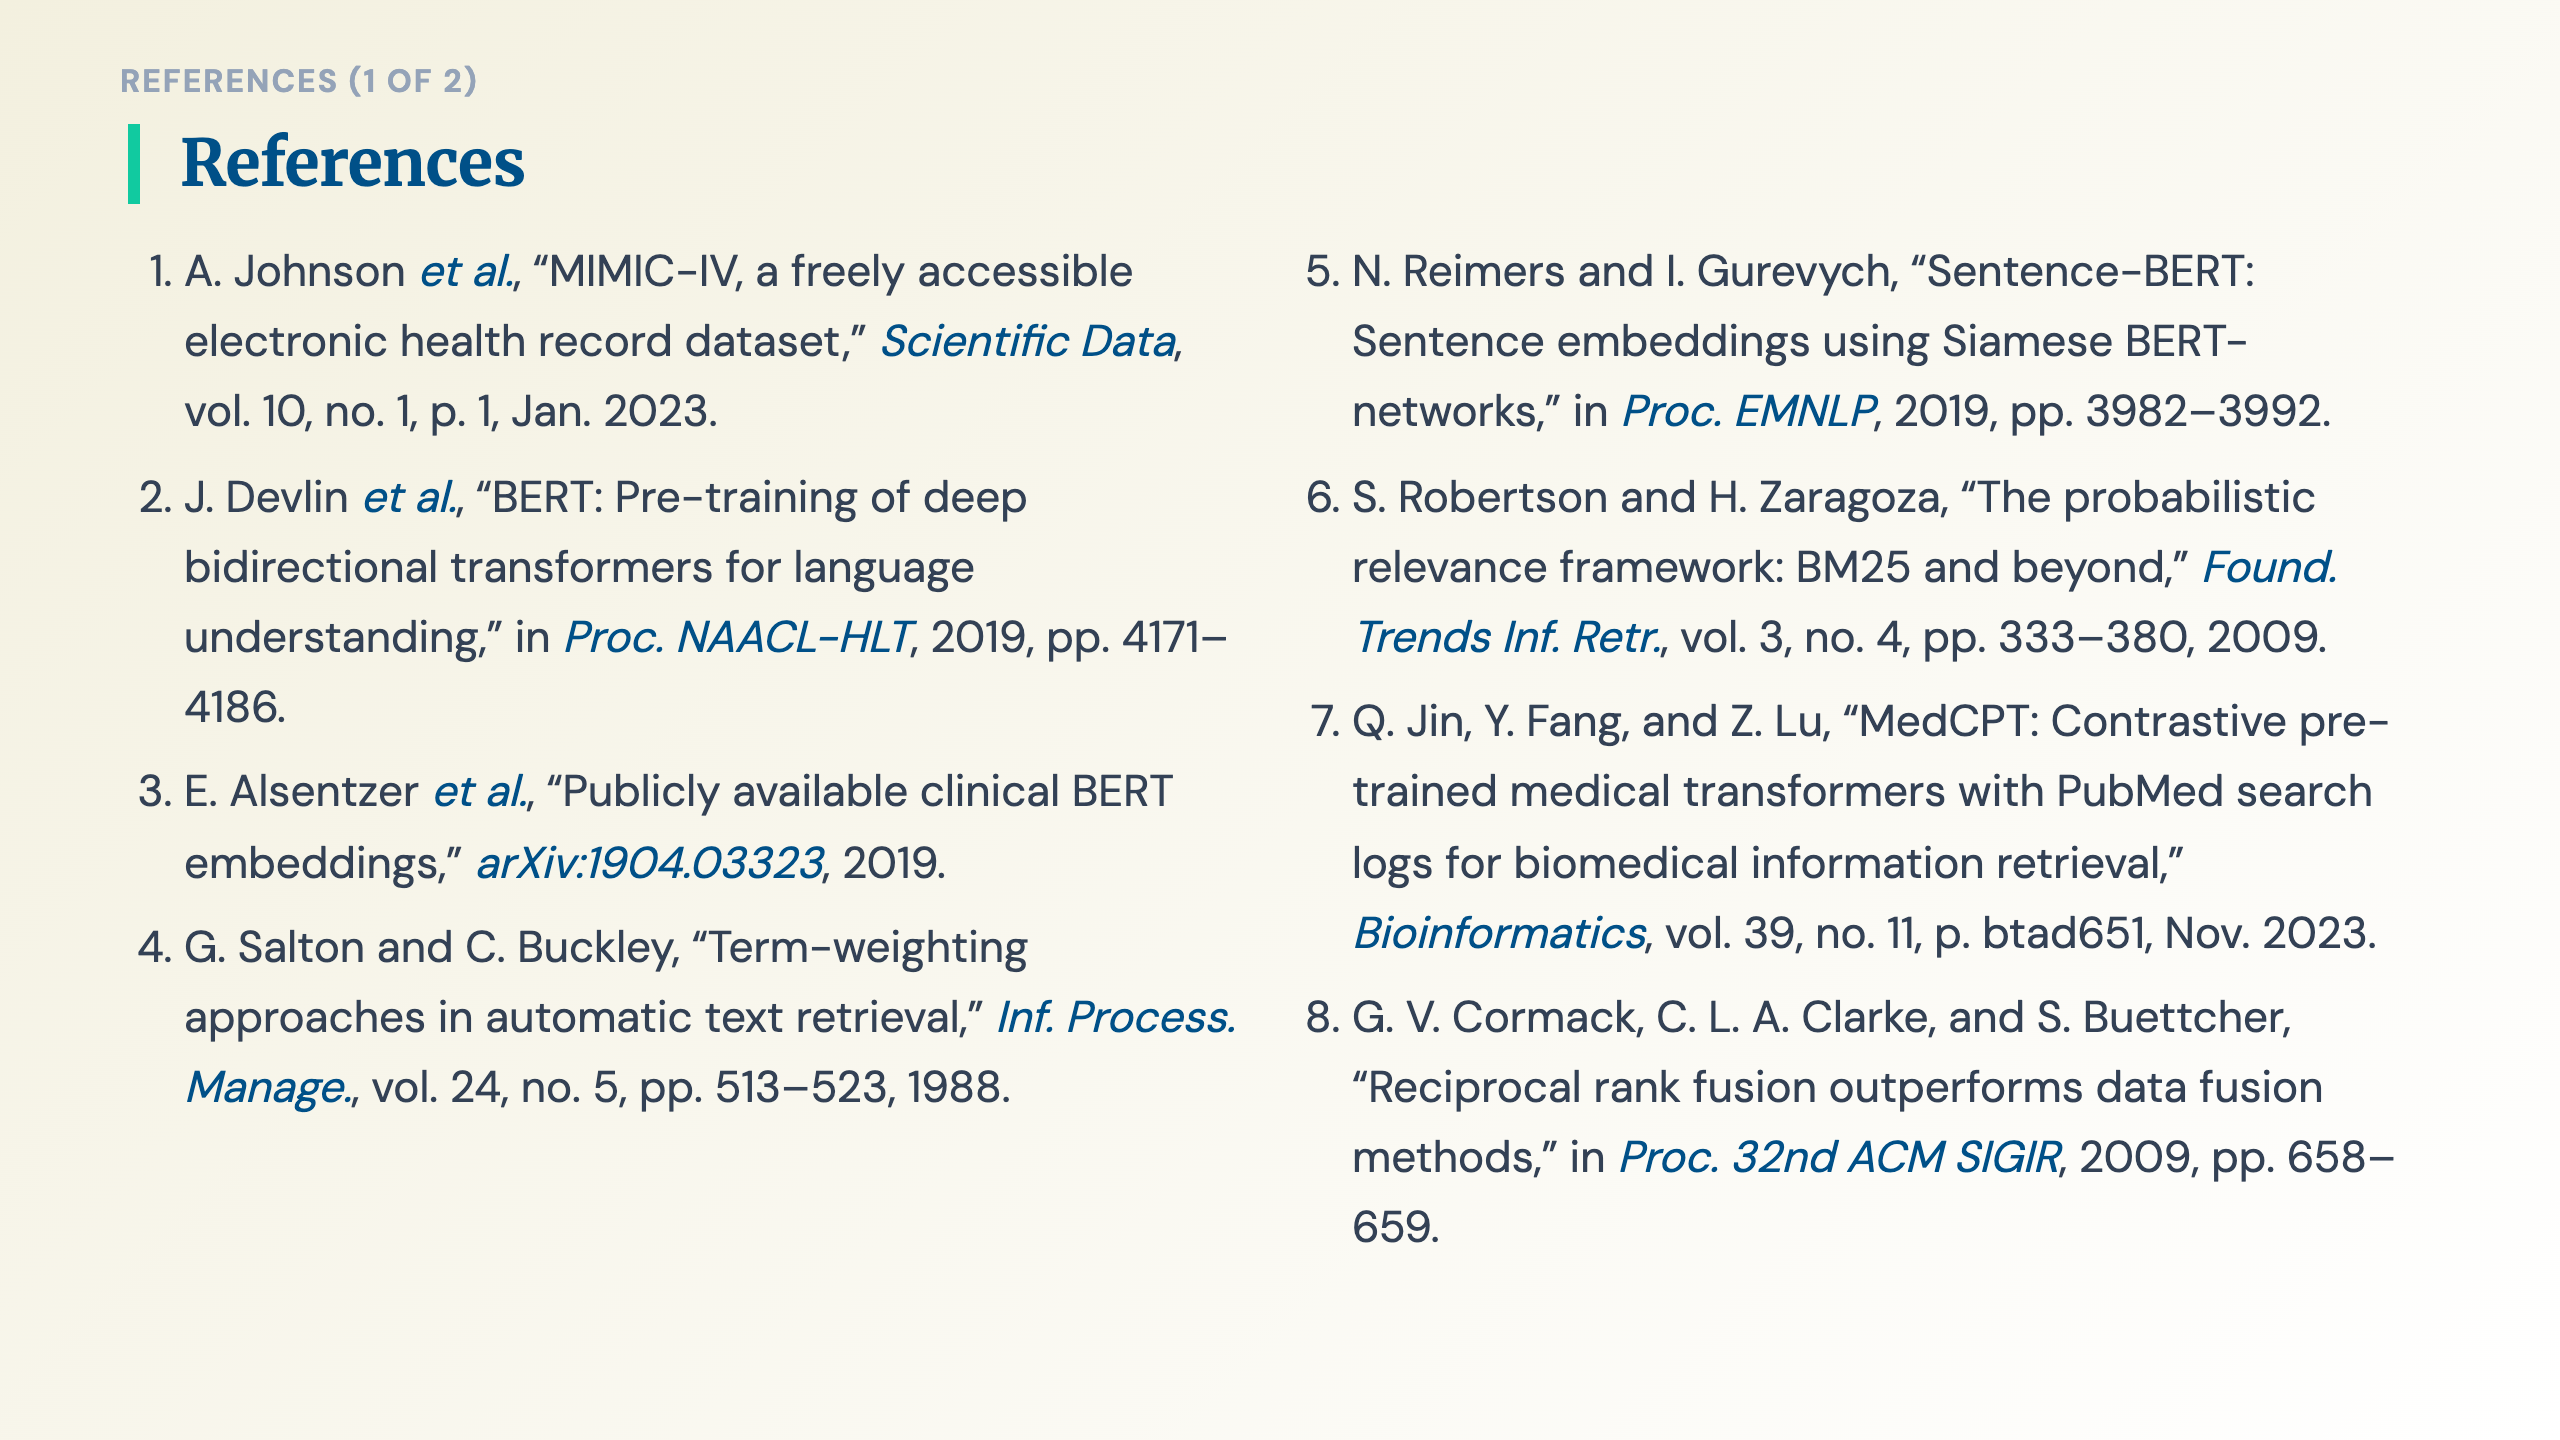 REFERENCES (1 OF 2)
References
1. A. Johnson et al., “MIMIC-IV, a freely accessible
electronic health record dataset,” Scientific Data,
vol. 10, no. 1, p. 1, Jan. 2023.
2. J. Devlin et al., “BERT: Pre-training of deep
bidirectional transformers for language
understanding,” in Proc. NAACL-HLT, 2019, pp. 4171–
4186.
3. E. Alsentzer et al., “Publicly available clinical BERT
embeddings,” arXiv:1904.03323, 2019.
4. G. Salton and C. Buckley, “Term-weighting
approaches in automatic text retrieval,” Inf. Process.
Manage., vol. 24, no. 5, pp. 513–523, 1988.
5. N. Reimers and I. Gurevych, “Sentence-BERT:
Sentence embeddings using Siamese BERT-
networks,” in Proc. EMNLP, 2019, pp. 3982–3992.
6. S. Robertson and H. Zaragoza, “The probabilistic
relevance framework: BM25 and beyond,” Found.
Trends Inf. Retr., vol. 3, no. 4, pp. 333–380, 2009.
7. Q. Jin, Y. Fang, and Z. Lu, “MedCPT: Contrastive pre-
trained medical transformers with PubMed search
logs for biomedical information retrieval,”
Bioinformatics, vol. 39, no. 11, p. btad651, Nov. 2023.
8. G. V. Cormack, C. L. A. Clarke, and S. Buettcher,
“Reciprocal rank fusion outperforms data fusion
methods,” in Proc. 32nd ACM SIGIR, 2009, pp. 658–
659.